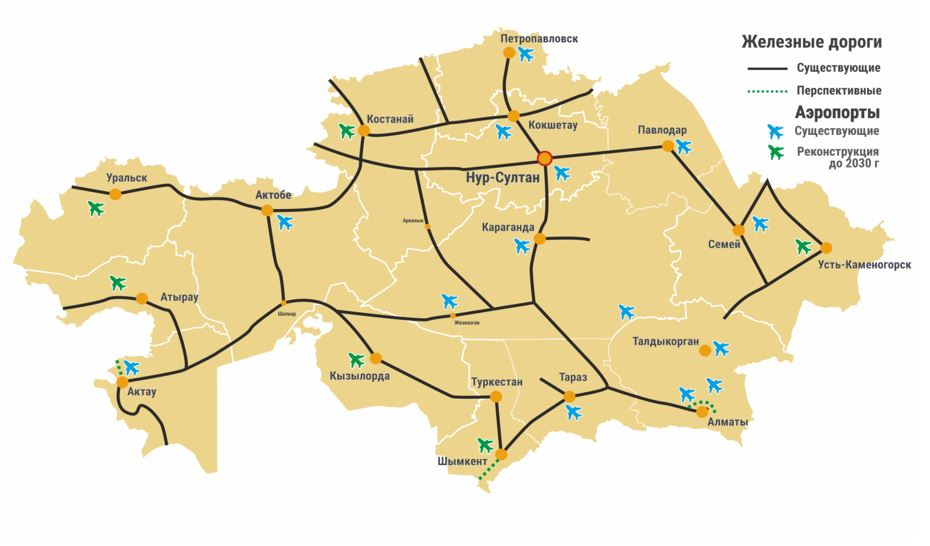 Петропавловск
Железные дороги
Существующие
Перспективные
Аэропорты
Существующие
Реконструкция
до 2030 г
Костанай
Кокшетау
Павлодар
Нур-Султан
Уральск
Актобе
Аркалык
Караганда
Семей
Усть-Каменогорск
Атырау
Шалкар
Жезказган
Талдыкорган
Кызылорда
Туркестан
Тараз
Актау
Алматы
Шымкент